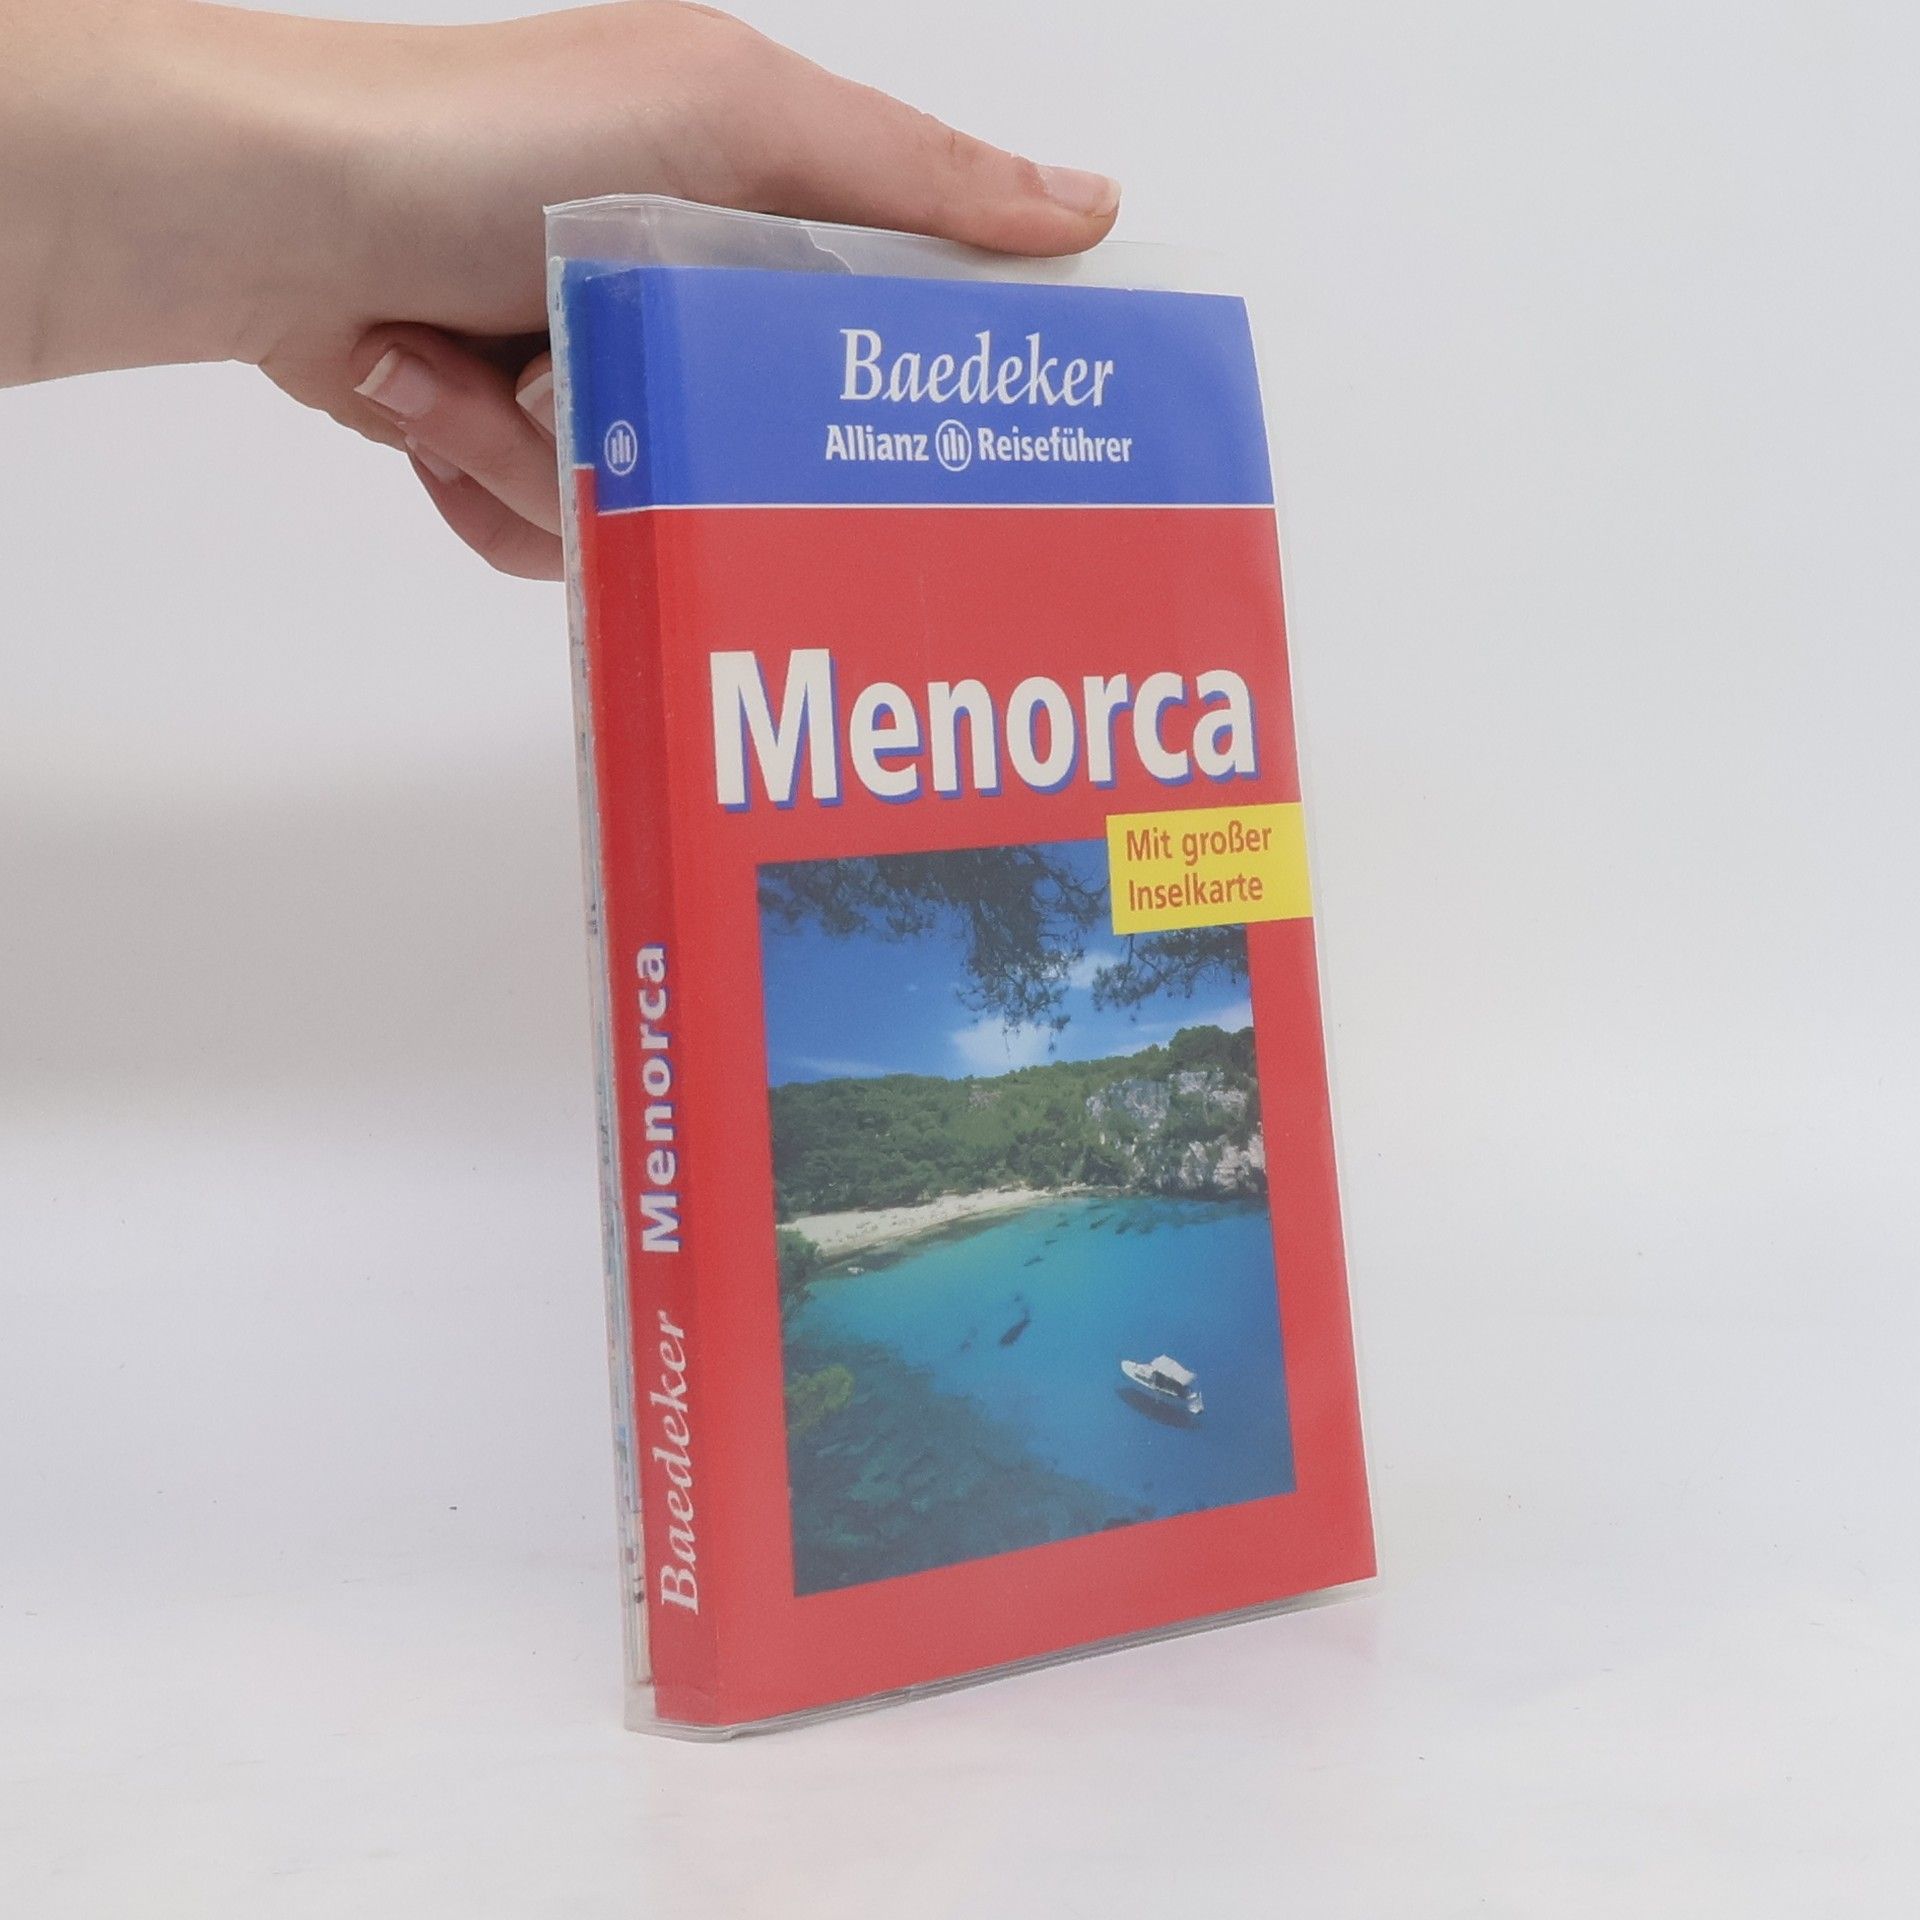 Baedeker
Allianz Reiseführer
Menorca
Mit großer
Inselkarte
Baedeker Menorca